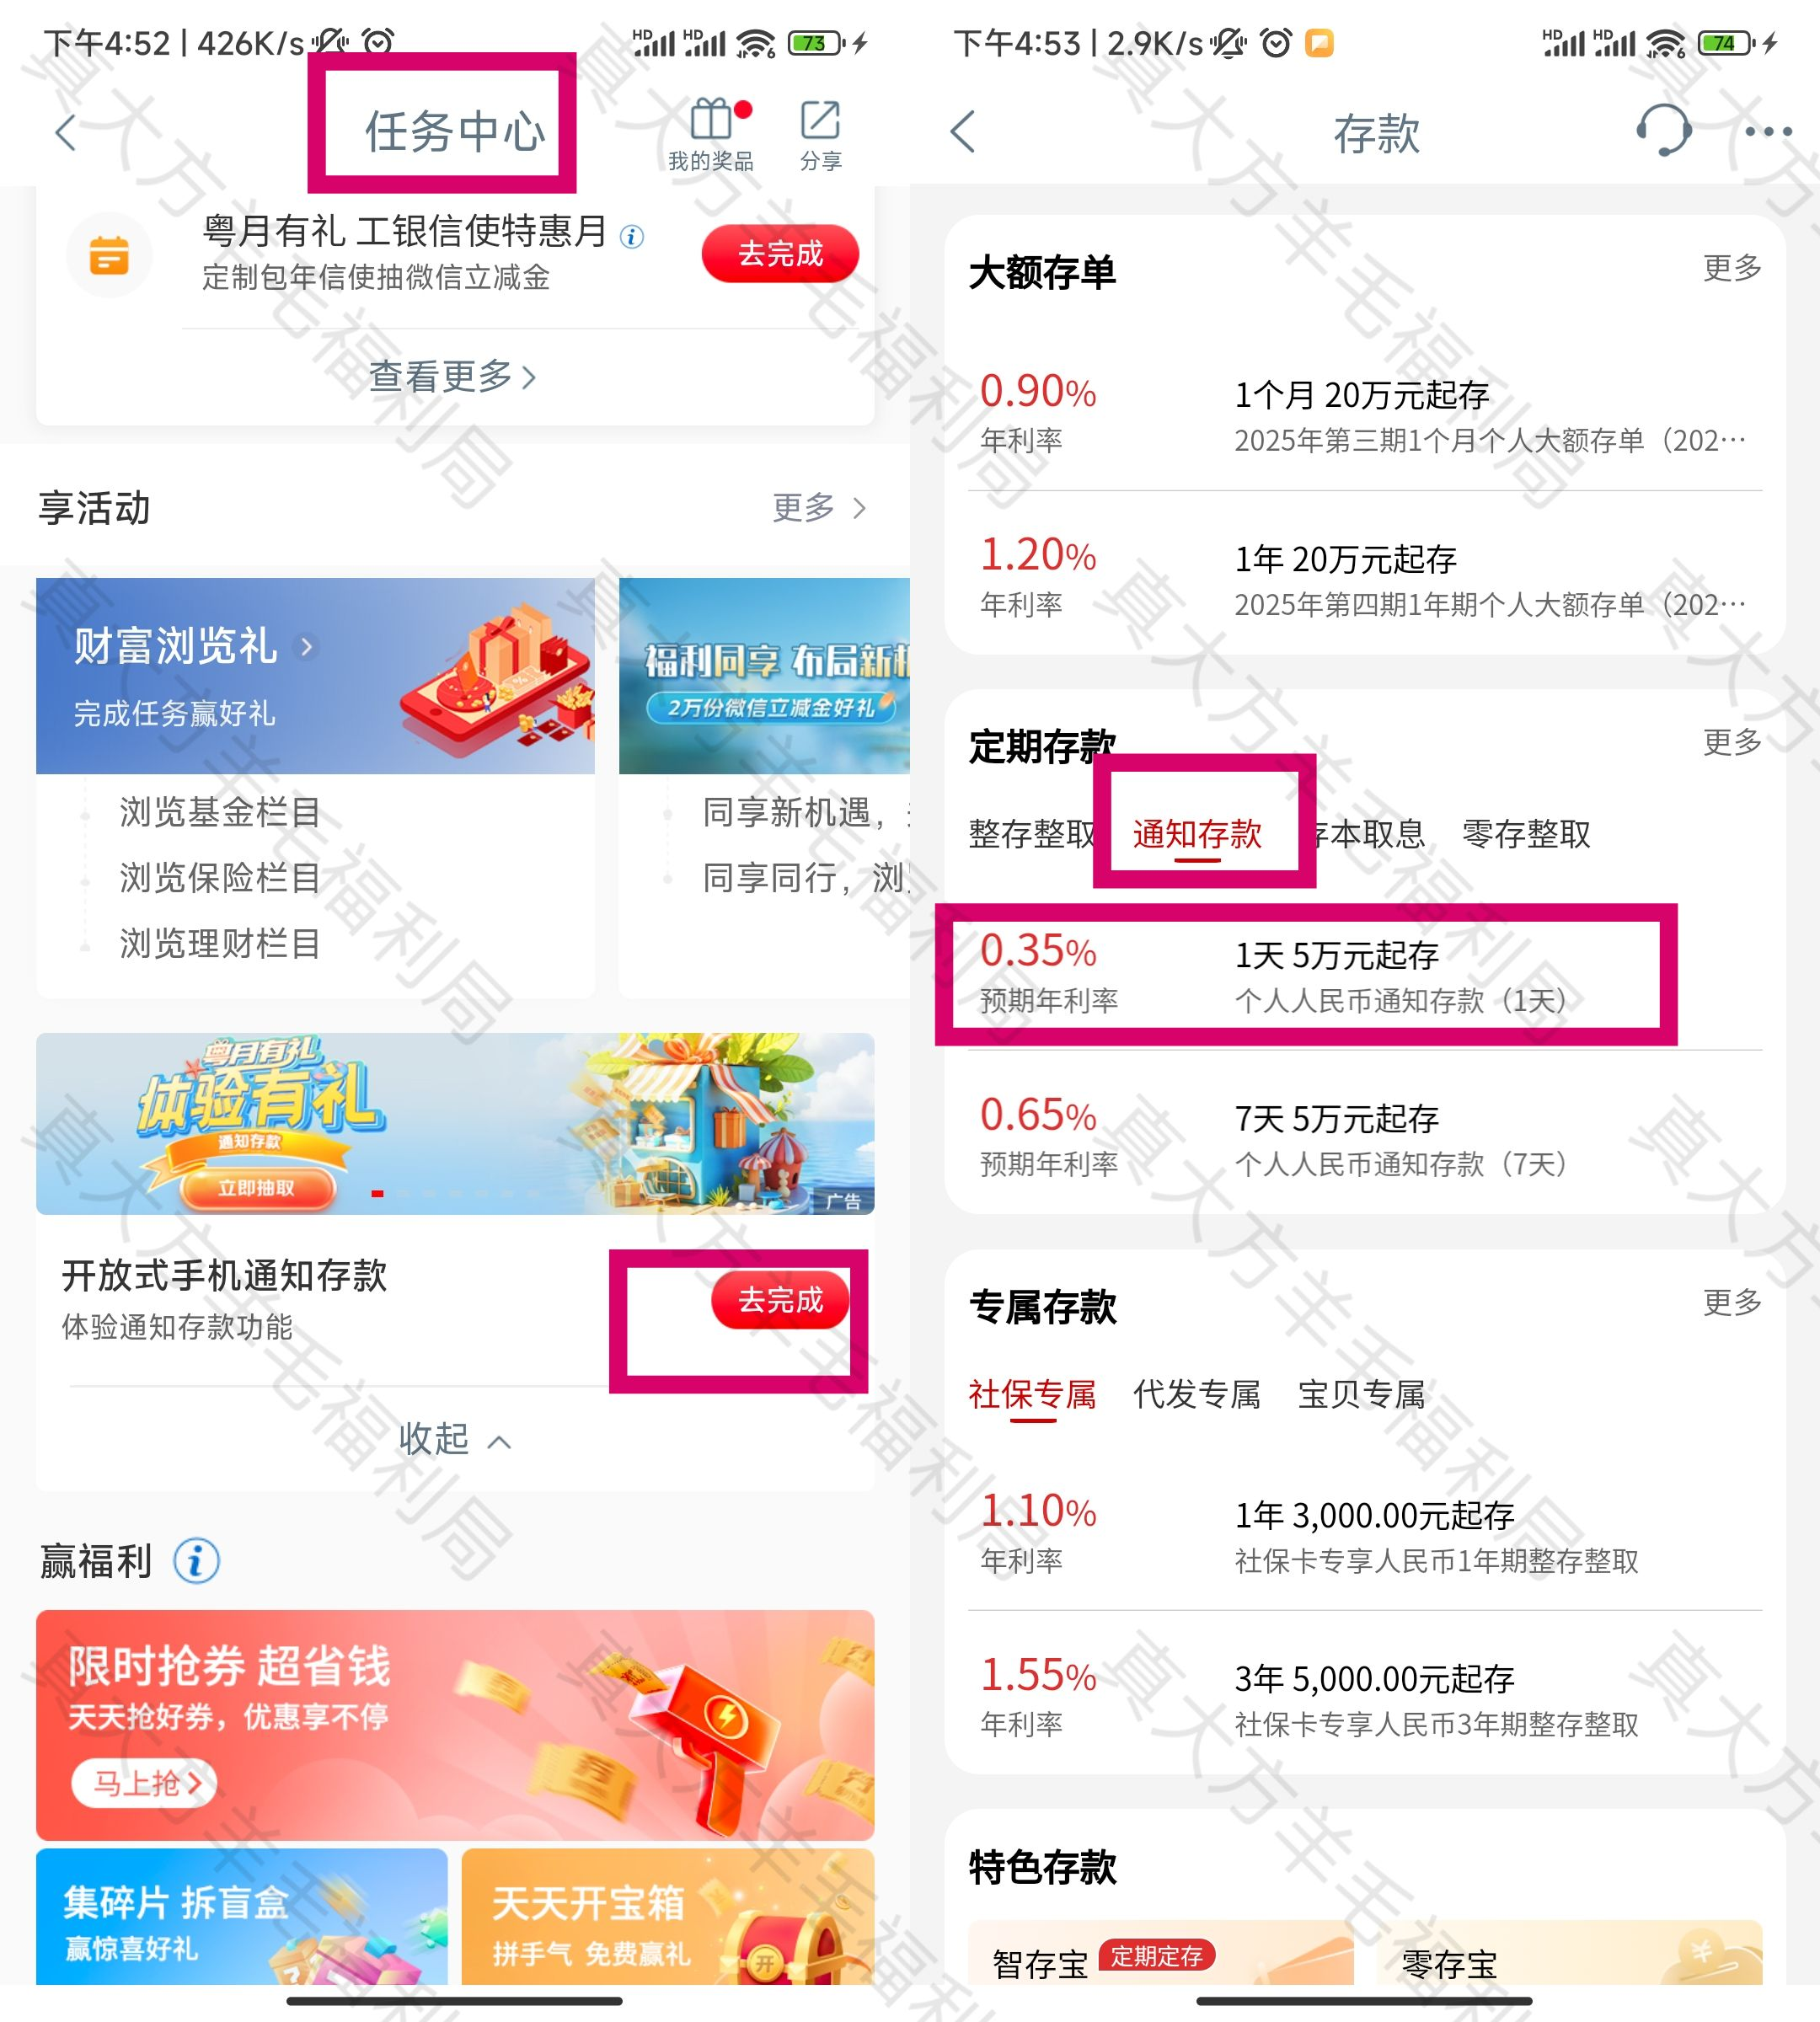 下午4:52 | 426K/s
HD HD 6 73
任务中心
我的奖品
分享
粤月有礼 工银信使特惠月
定制包年信使抽微信立减金
去完成
查看更多
享活动
更多
财富浏览礼
完成任务赢好礼
浏览基金栏目
浏览保险栏目
浏览理财栏目
福利同享 布局新
2万份微信立减金好礼
同享新机遇,
同享同行，浏
粤月有礼
体验有礼
通知存款
立即抽取
广告
开放式手机通知存款
体验通知存款功能
去完成
收起
赢福利
限时抢券 超省钱
天天抢好券，优惠享不停
马上抢
集碎片 拆盲盒
赢惊喜好礼
天天开宝箱
拼手气 免费赢礼
开
下午4:53 | 2.9K/s
HD HD 6 74
存款
大额存单
更多
0.90%
年利率
1个月 20万元起存
2025年第三期1个月个人大额存单（202…
1.20%
年利率
1年 20万元起存
2025年第四期1年期个人大额存单（202…
定期存款
更多
整存整取 通知存款 存本取息 零存整取
0.35%
预期年利率
1天 5万元起存
个人人民币通知存款（1天）
0.65%
预期年利率
7天 5万元起存
个人人民币通知存款（7天）
专属存款
更多
社保专属 代发专属 宝贝专属
1.10%
年利率
1年 3,000.00元起存
社保卡专享人民币1年期整存整取
1.55%
年利率
3年 5,000.00元起存
社保卡专享人民币3年期整存整取
特色存款
智存宝 定期定存
零存宝
真大方羊毛福利局